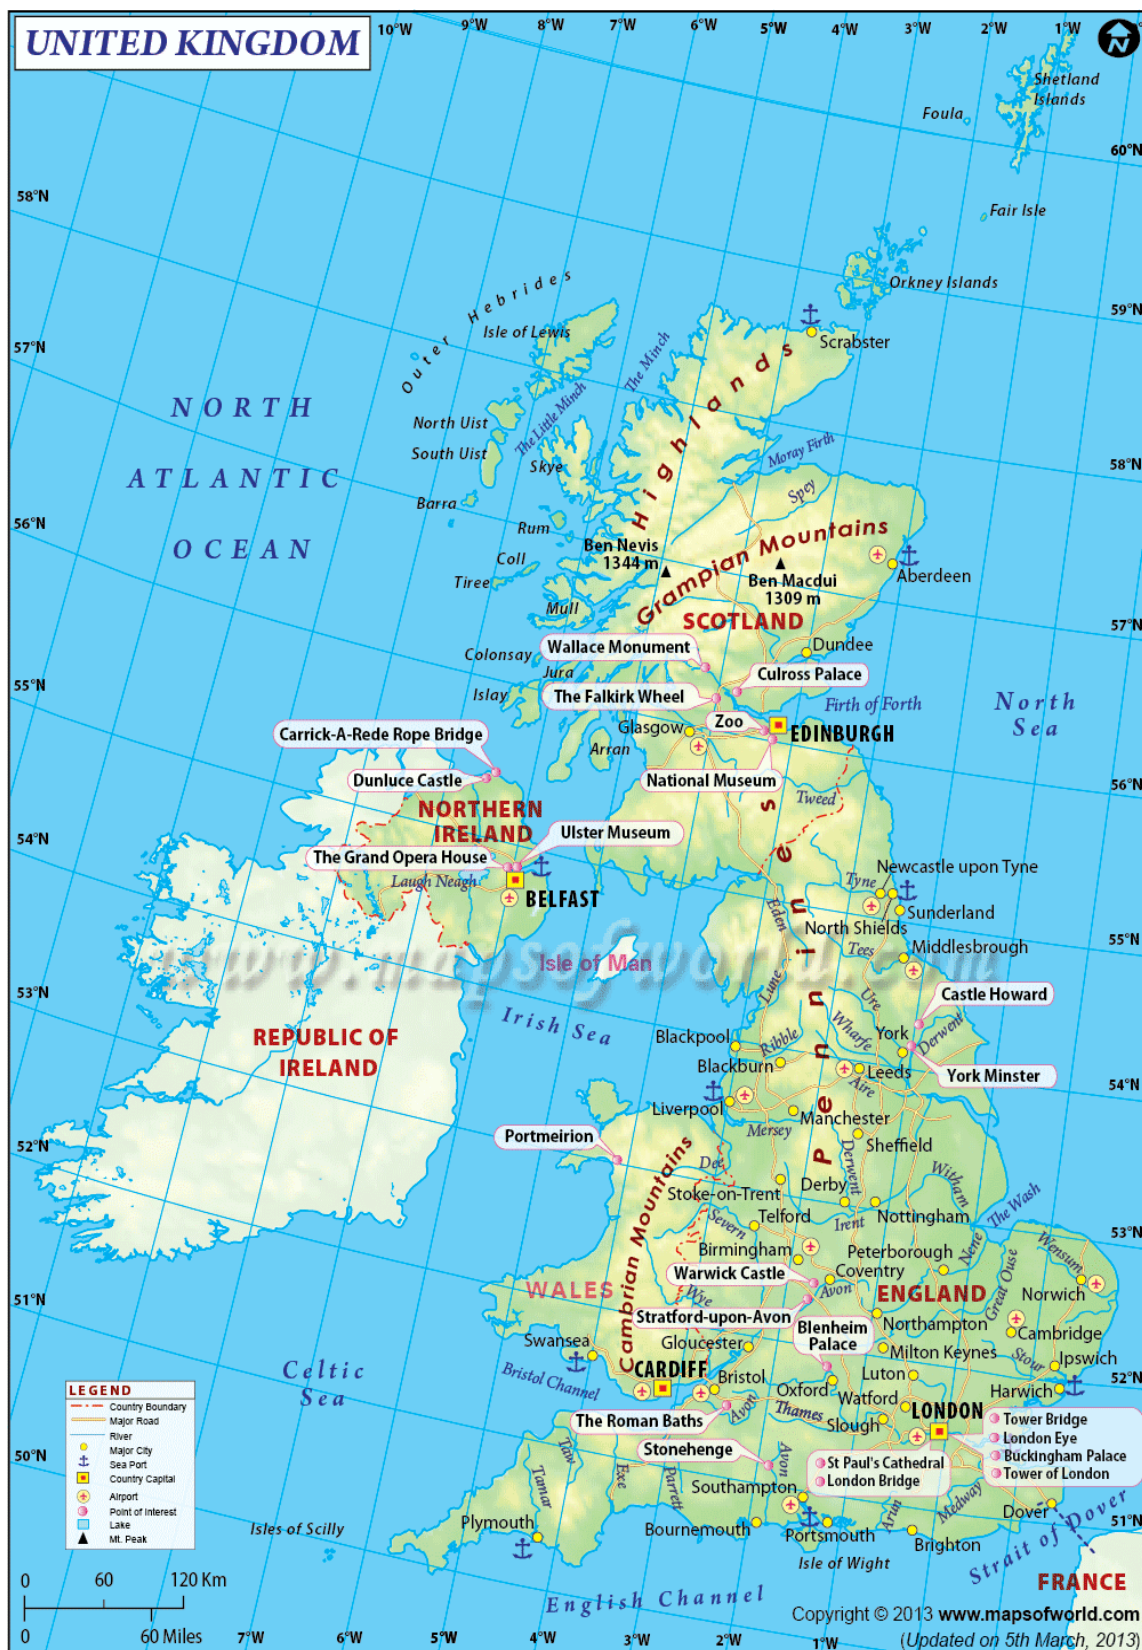 UNITED KINGDOM
10°W
9°W
8°W
7°W
6°W
5°W
4°W
3°W
2°W
1°W
N
Shetland
Islands
Foula
60°N
58°N
Fair Isle
Orkney Islands
59°N
Outer Hebrides
Isle of Lewis
The Minch
Scrabster
57°N
Highlands
NORTH
ATLANTIC
OCEAN
North Uist
The Little Minch
South Uist
Skye
Moray Firth
58°N
Barra
Spey
56°N
Rum
Grampian Mountains
Ben Nevis
1344 m
Coll
Tiree
Aberdeen
Ben Macdui
1309 m
Mull
SCOTLAND
57°N
Dundee
Wallace Monument
Colonsay
Jura
Culross Palace
55°N
Islay
The Falkirk Wheel
Firth of Forth
North
Sea
Zoo
Glasgow
EDINBURGH
Carrick-A-Rede Rope Bridge
Arran
National Museum
56°N
Dunluce Castle
Tweed
NORTHERN
IRELAND
Ulster Museum
54°N
The Grand Opera House
Laugh Neagh
BELFAST
Pennines
Newcastle upon Tyne
Tyne
Eden
Sunderland
North Shields
55°N
Tees
Middlesbrough
www.mapsofworld.com
Isle of Man
53°N
Lune
Ure
Castle Howard
Irish Sea
REPUBLIC OF
IRELAND
Blackpool
Ribble
Wharfe
York
Derwent
Blackburn
Leeds
York Minster
54°N
Aire
Liverpool
Manchester
Mersey
52°N
Portmeirion
Sheffield
Dee
Derwent
Witham
Cambrian Mountains
Stoke-on-Trent
Derby
The Wash
Severn
Telford
Irent
Nottingham
53°N
Birmingham
Peterborough
Nene
Wensum
Warwick Castle
Coventry
WALES
Wye
Avon
ENGLAND
Great Ouse
Norwich
51°N
Stratford-upon-Avon
Blenheim
Palace
Northampton
Cambridge
Swansea
Gloucester
Milton Keynes
Stour
Ipswich
Celtic
Sea
Bristol Channel
CARDIFF
Bristol
Oxford
Luton
Harwich
52°N
Watford
The Roman Baths
Avon
Thames
Slough
LONDON
Tower Bridge
London Eye
Buckingham Palace
Tower of London
Stonehenge
Avon
St Paul's Cathedral
London Bridge
50°N
Taw
Tamar
Exe
Parrett
Southampton
Arun
Medway
Dover
51°N
Isles of Scilly
Plymouth
Bournemouth
Portsmouth
Brighton
Strait of Dover
Isle of Wight
English Channel
FRANCE
LEGEND
Country Boundary
Major Road
River
Major City
Sea Port
Country Capital
Airport
Point of Interest
Lake
Mt. Peak
0 60 120 Km
0 60 Miles
7°W
6°W
5°W
4°W
3°W
2°W
1°W
Copyright © 2013 www.mapsofworld.com
(Updated on 5th March, 2013)